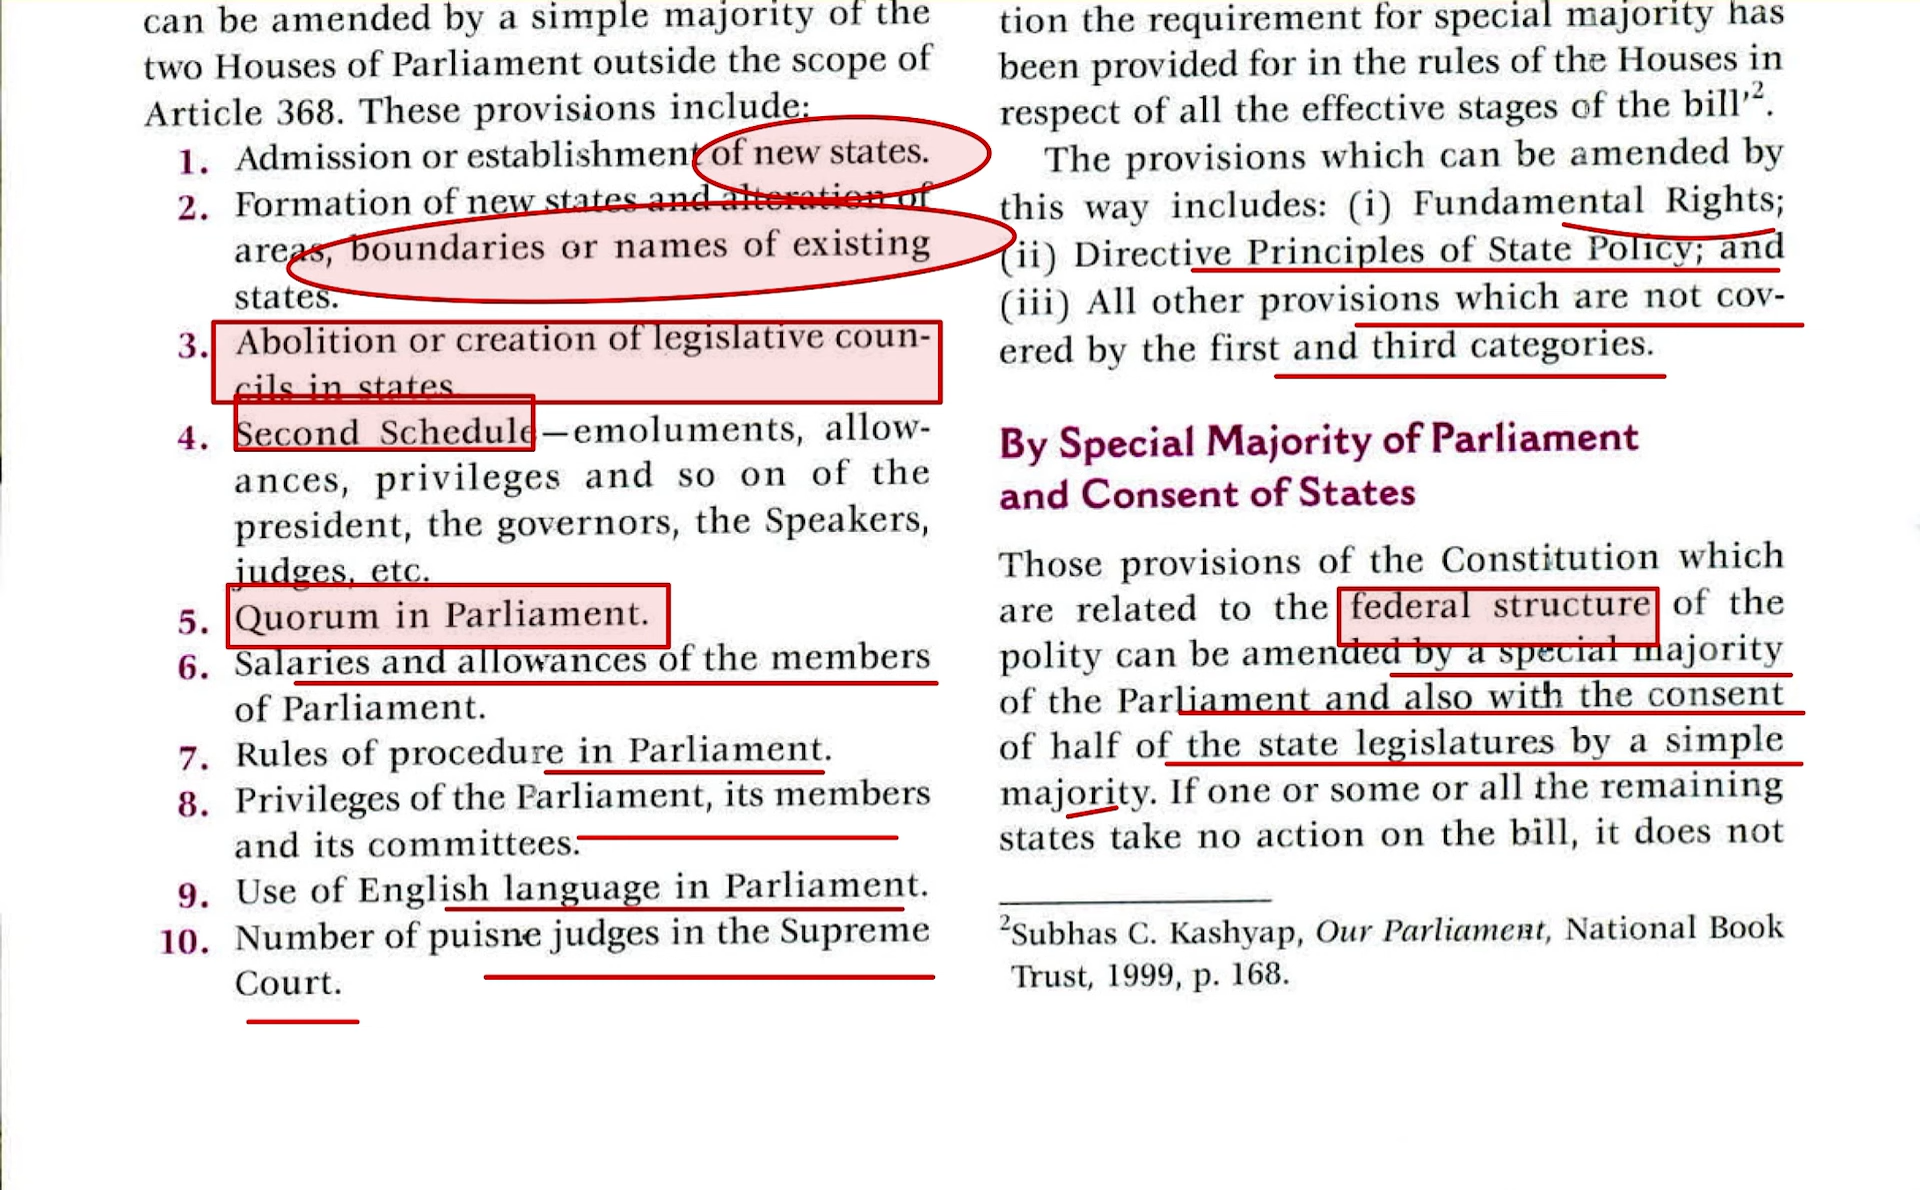 can be amended by a simple majority of the
two Houses of Parliament outside the scope of
Article 368. These provisions include:
1. Admission or establishment of new states.
2. Formation of new states and alteration of
areas, boundaries or names of existing
states.
3. Abolition or creation of legislative coun-
cils in states.
4. Second Schedule—emoluments, allow-
ances, privileges and so on of the
president, the governors, the Speakers,
judges, etc.
5. Quorum in Parliament.
6. Salaries and allowances of the members
of Parliament.
7. Rules of procedure in Parliament.
8. Privileges of the Parliament, its members
and its committees.
9. Use of English language in Parliament.
10. Number of puisne judges in the Supreme
Court.
tion the requirement for special majority has
been provided for in the rules of the Houses in
respect of all the effective stages of the bill'2.
The provisions which can be amended by
this way includes: (i) Fundamental Rights;
(ii) Directive Principles of State Policy; and
(iii) All other provisions which are not cov-
ered by the first and third categories.
By Special Majority of Parliament
and Consent of States
Those provisions of the Constitution which
are related to the federal structure of the
polity can be amended by a special majority
of the Parliament and also with the consent
of half of the state legislatures by a simple
majority. If one or some or all the remaining
states take no action on the bill, it does not
2Subhas C. Kashyap, Our Parliament, National Book
Trust, 1999, p. 168.